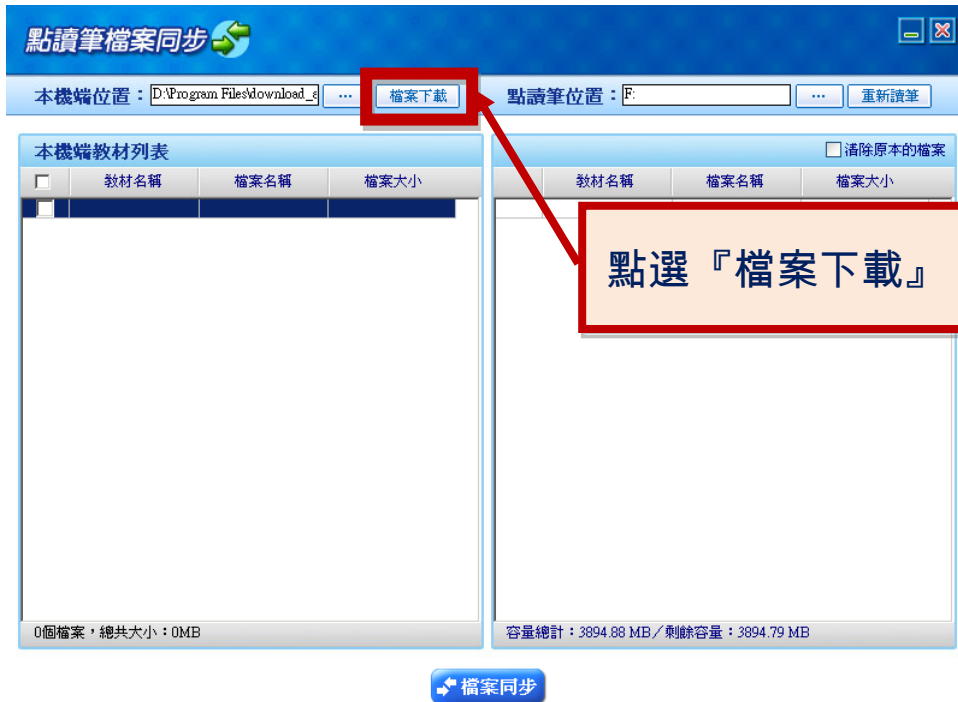 點讀筆檔案同步
本機端位置：D:\Program Files\download_a ... 檔案下載 點讀筆位置：F: ... 重新讀筆
本機端教材列表 清除原本的檔案
教材名稱 檔案名稱 檔案大小 教材名稱 檔案名稱 檔案大小
點選『檔案下載』
0個檔案，總共大小：0MB 容量總計：3894.88 MB／剩餘容量：3894.79 MB
檔案同步